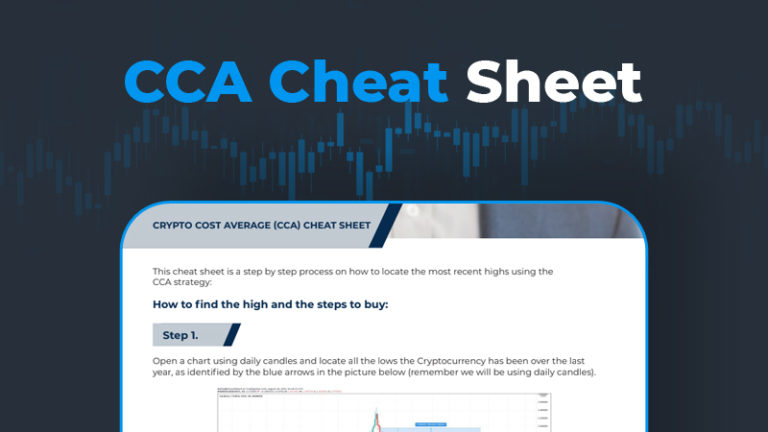 CCA Cheat Sheet
CRYPTO COST AVERAGE (CCA) CHEAT SHEET
This cheat sheet is a step by step process on how to locate the most recent highs using the
CCA strategy:
How to find the high and the steps to buy:
Step 1.
Open a chart using daily candles and locate all the lows the Cryptocurrency has been over the last
year, as identified by the blue arrows in the picture below (remember we will be using daily candles).